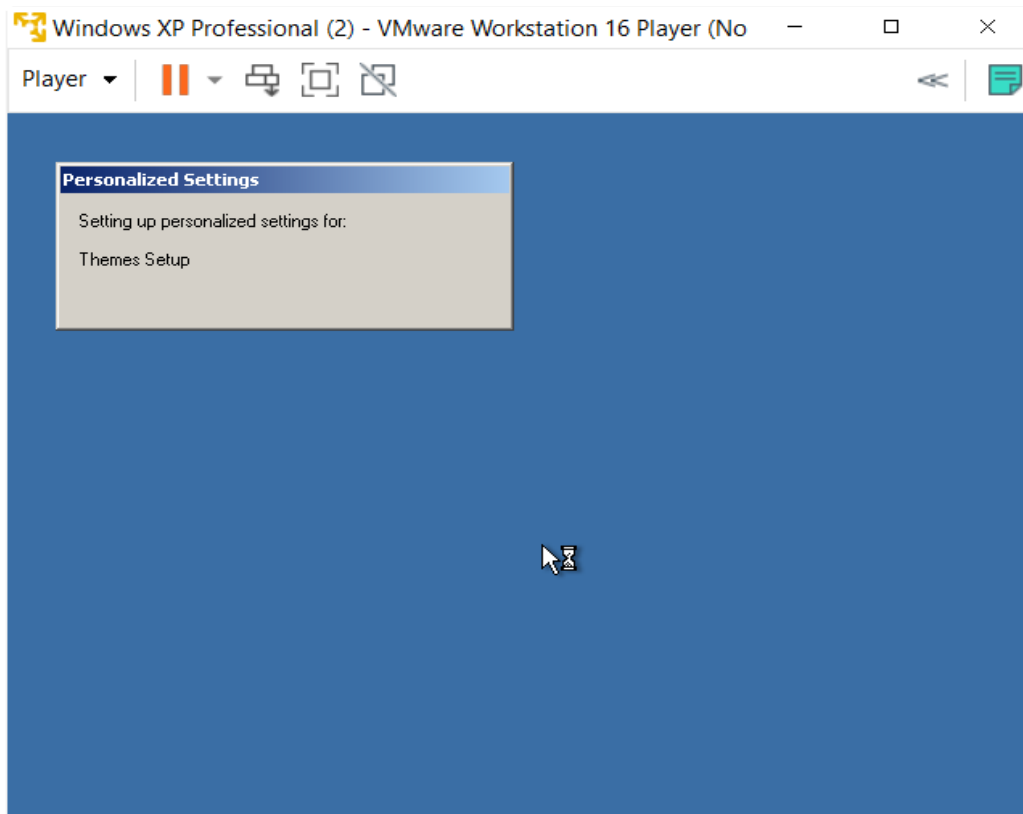 Windows XP Professional (2) - VMware Workstation 16 Player (No
Player
Personalized Settings
Setting up personalized settings for:
Themes Setup